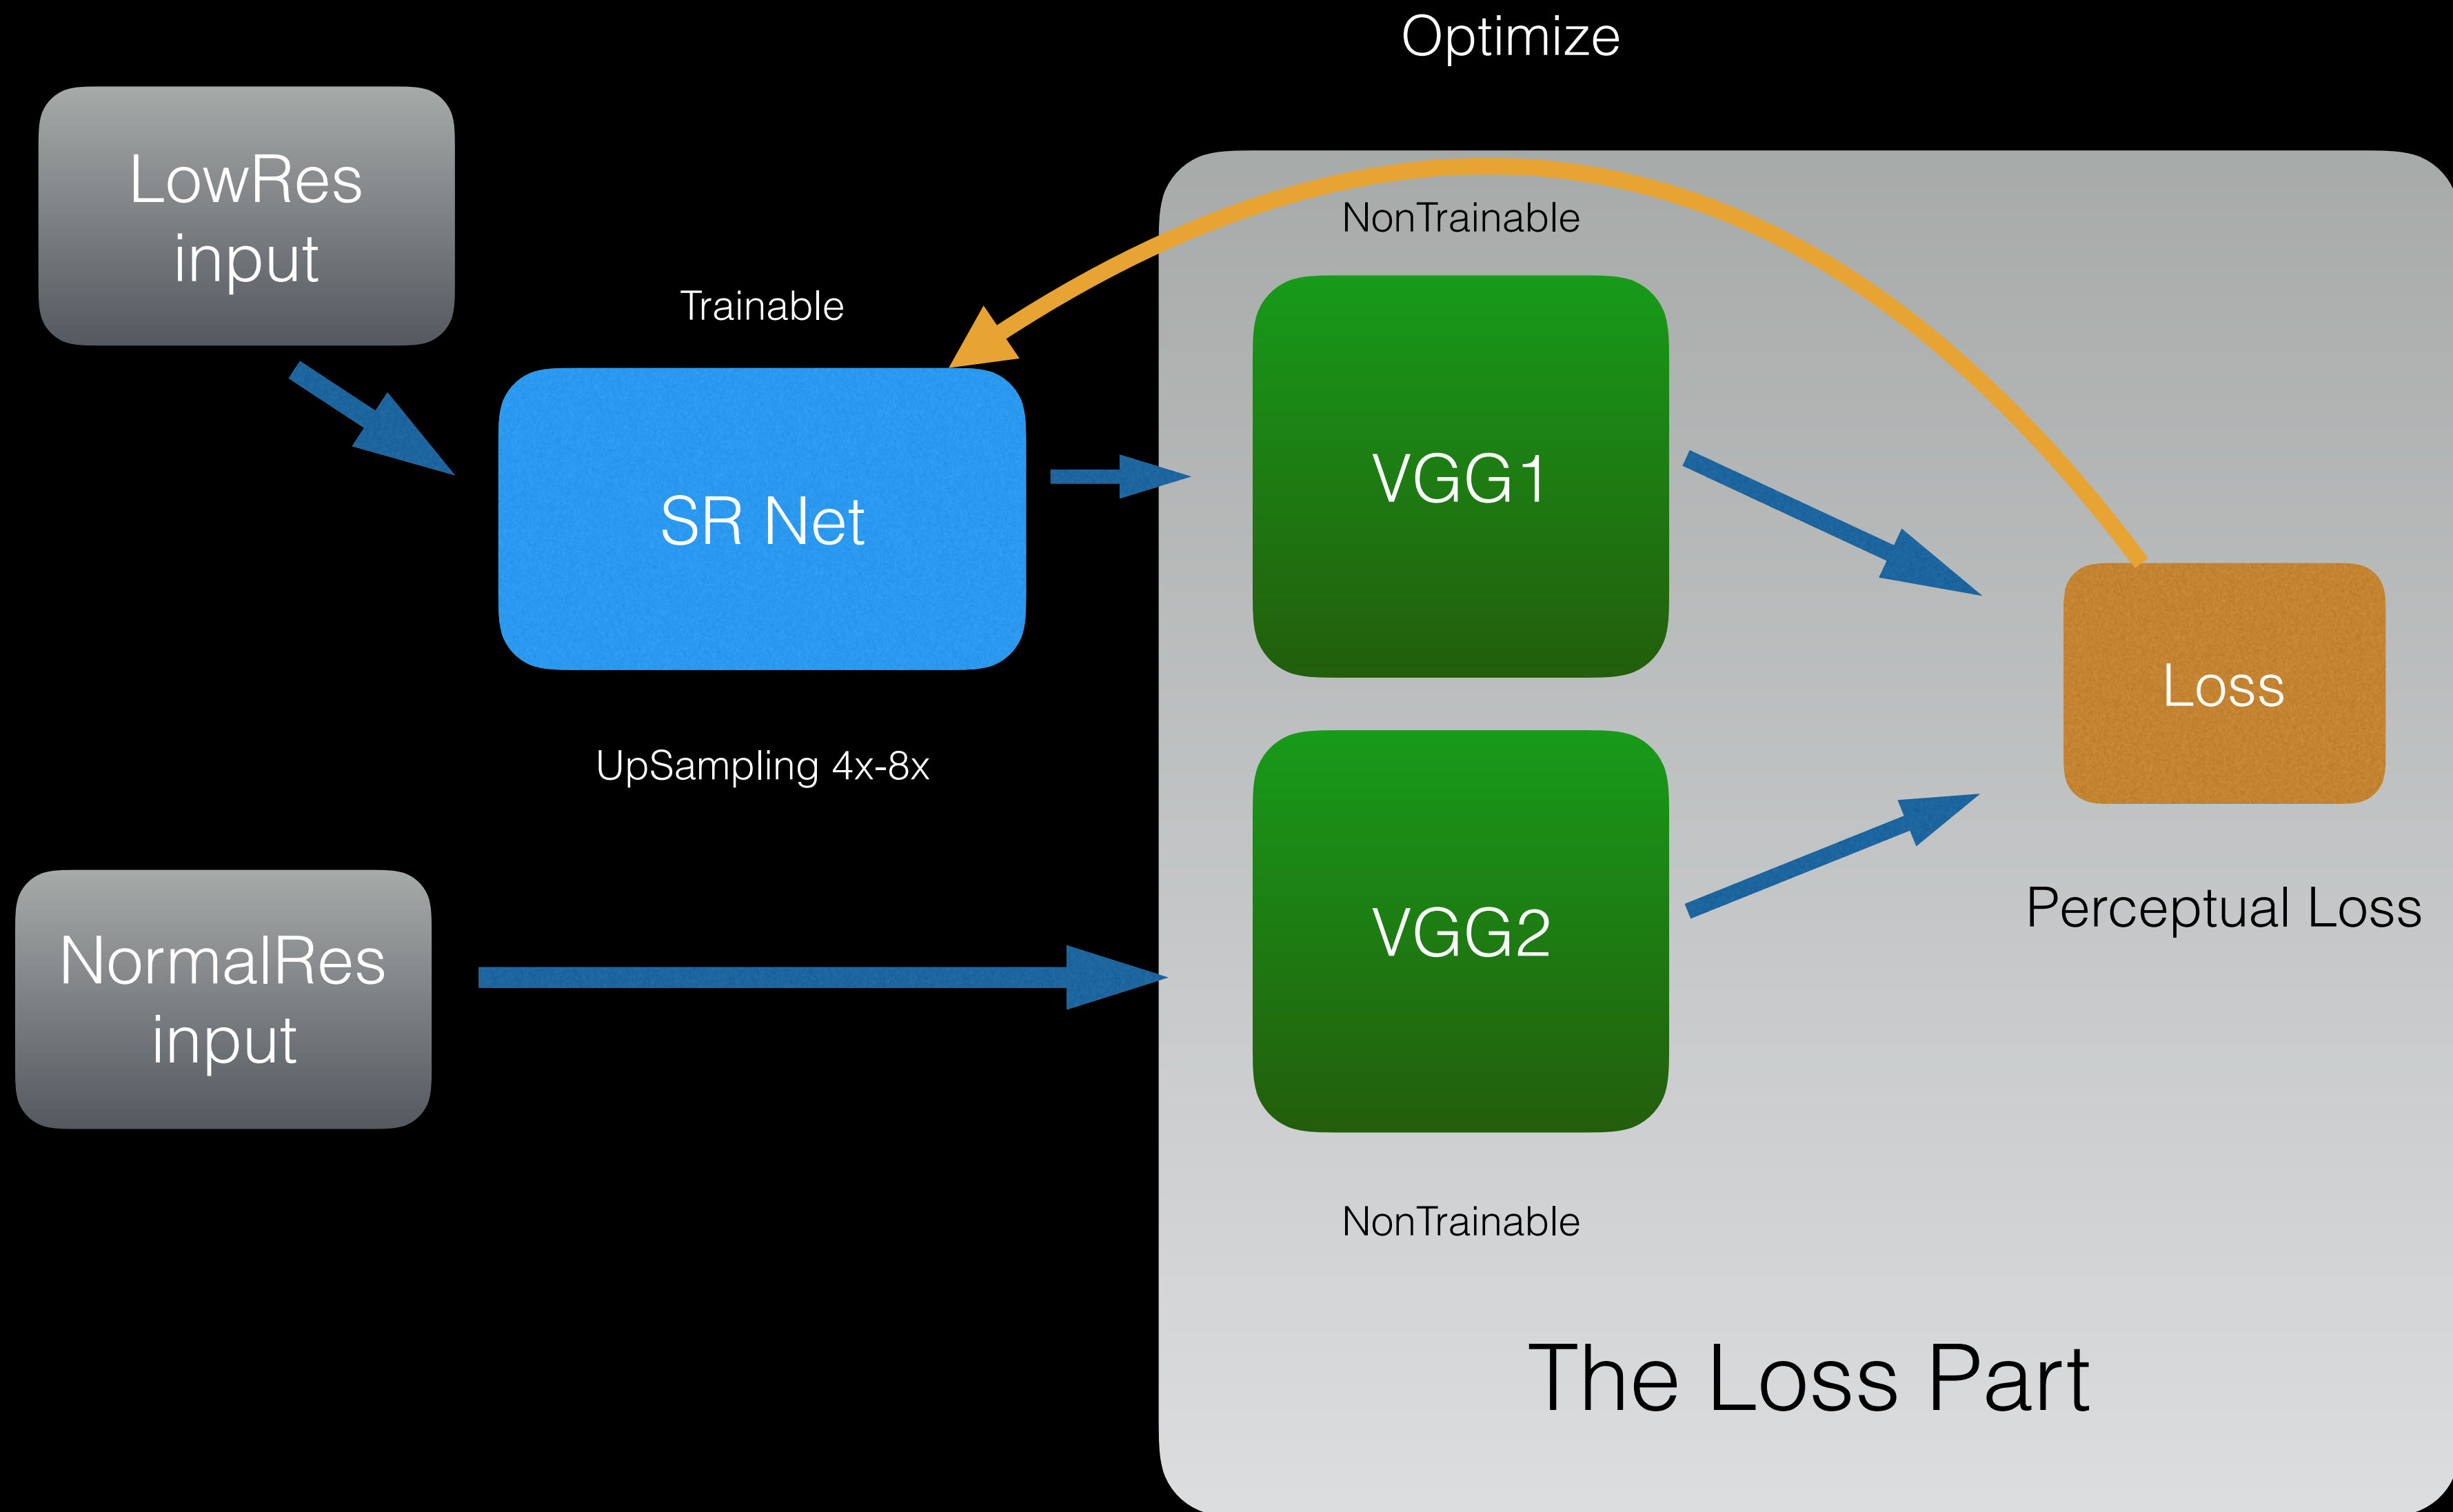 Optimize
LowRes
input
Trainable
NonTrainable
SR Net
VGG1
Loss
UpSampling 4x-8x
NormalRes
input
VGG2
Perceptual Loss
NonTrainable
The Loss Part